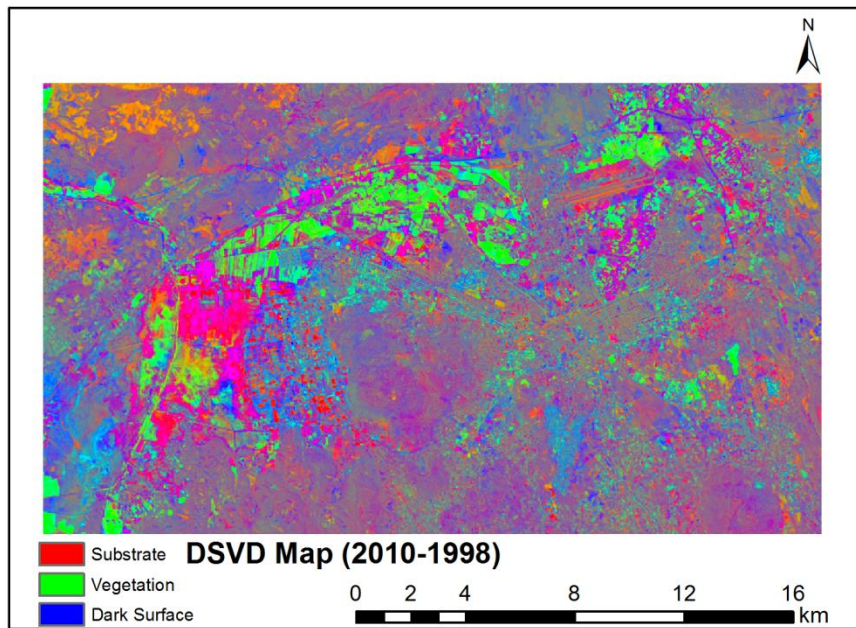 N
Substrate
DSVD Map (2010-1998)
Vegetation
Dark Surface
0 2 4 8 12 16
km